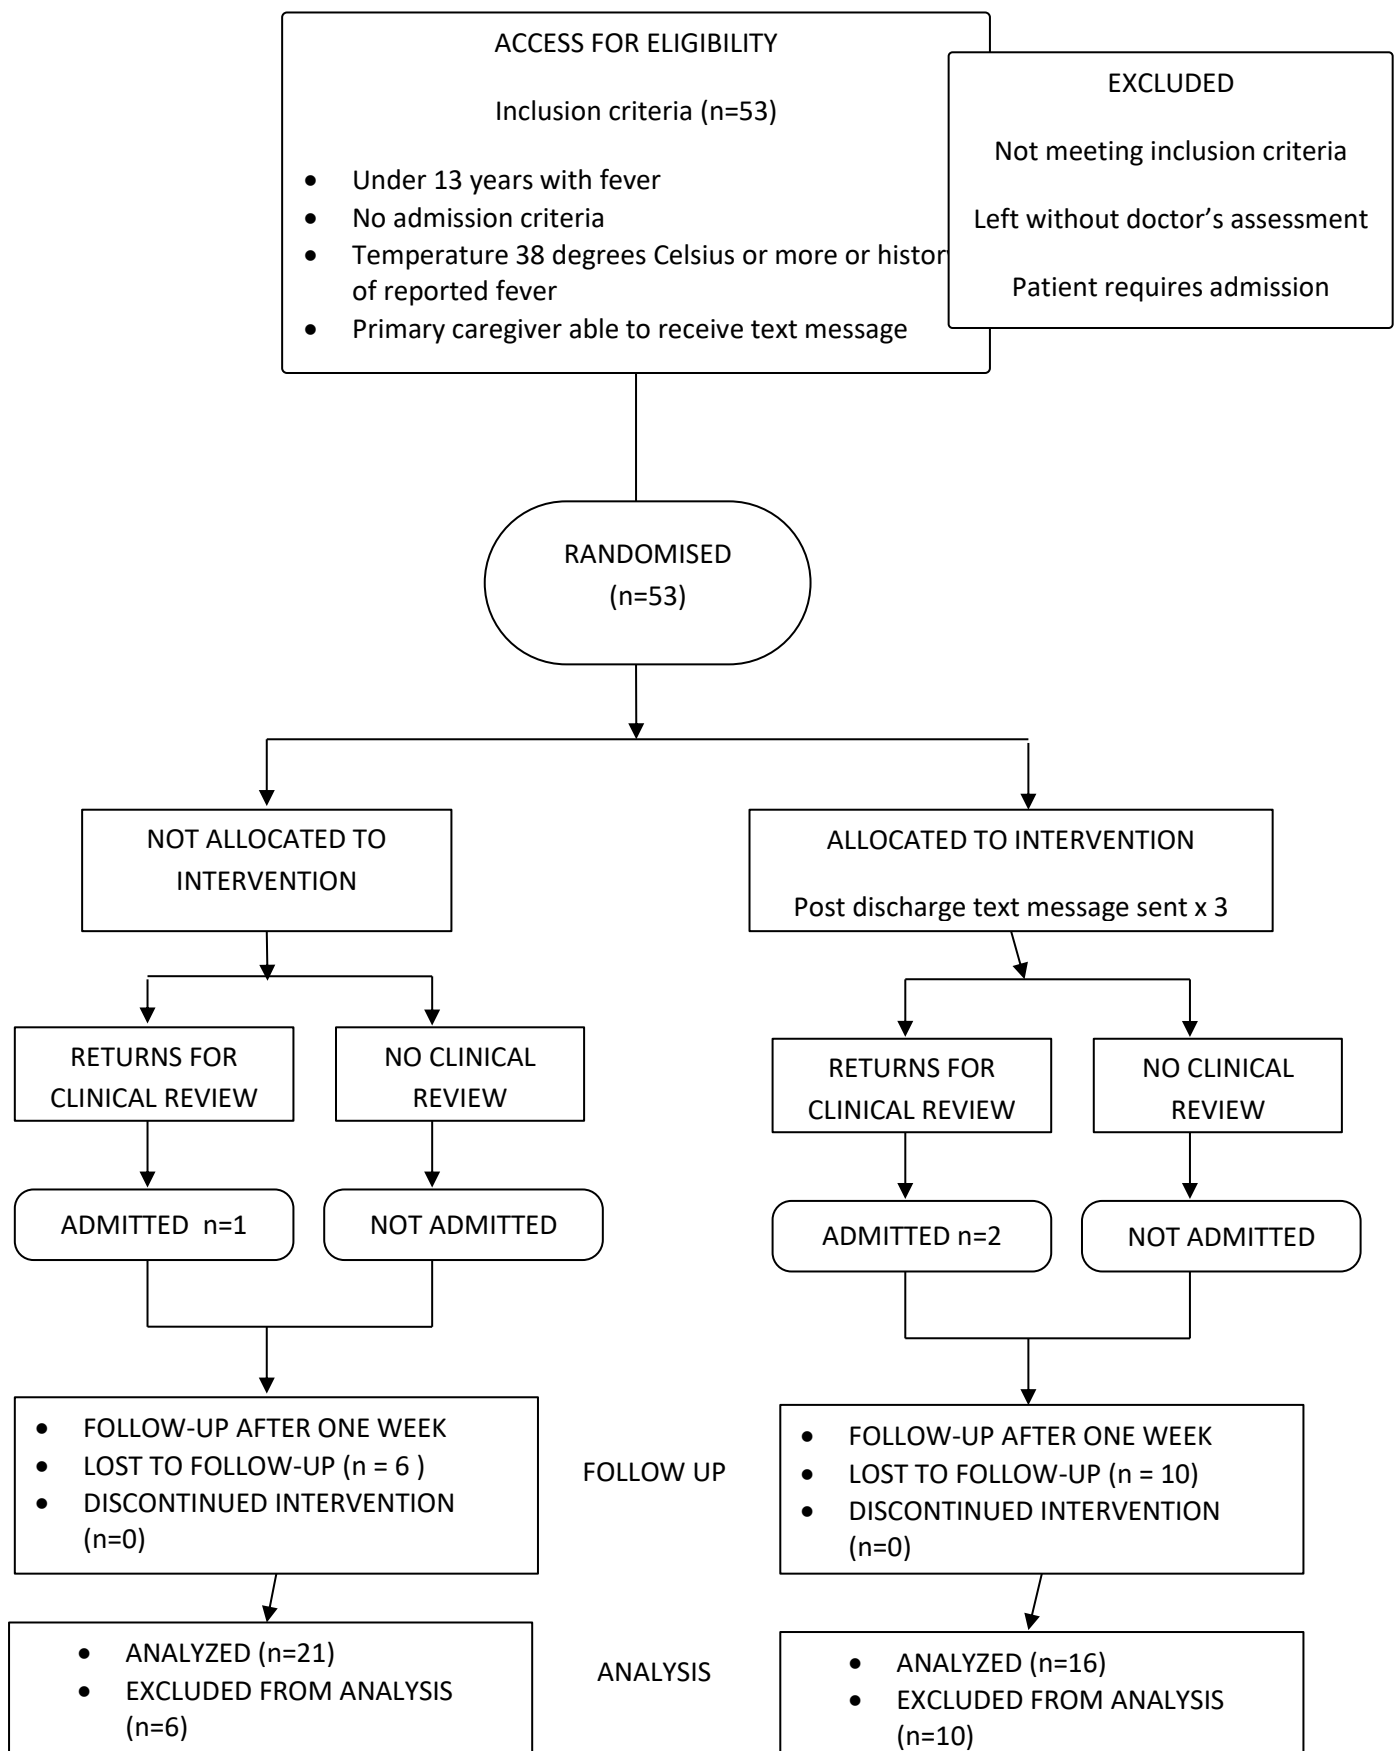 ACCESS FOR ELIGIBILITY
Inclusion criteria (n=53)
• Under 13 years with fever
• No admission criteria
• Temperature 38 degrees Celsius or more or histor
of reported fever
• Primary caregiver able to receive text message
EXCLUDED
Not meeting inclusion criteria
Left without doctor’s assessment
Patient requires admission
RANDOMISED
(n=53)
NOT ALLOCATED TO
INTERVENTION
ALLOCATED TO INTERVENTION
Post discharge text message sent x 3
RETURNS FOR
CLINICAL REVIEW
NO CLINICAL
REVIEW
RETURNS FOR
CLINICAL REVIEW
NO CLINICAL
REVIEW
ADMITTED n=1
NOT ADMITTED
ADMITTED n=2
NOT ADMITTED
• FOLLOW-UP AFTER ONE WEEK
• LOST TO FOLLOW-UP (n = 6 )
• DISCONTINUED INTERVENTION
(n=0)
FOLLOW UP
• FOLLOW-UP AFTER ONE WEEK
• LOST TO FOLLOW-UP (n = 10)
• DISCONTINUED INTERVENTION
(n=0)
• ANALYZED (n=21)
• EXCLUDED FROM ANALYSIS
(n=6)
ANALYSIS
• ANALYZED (n=16)
• EXCLUDED FROM ANALYSIS
(n=10)